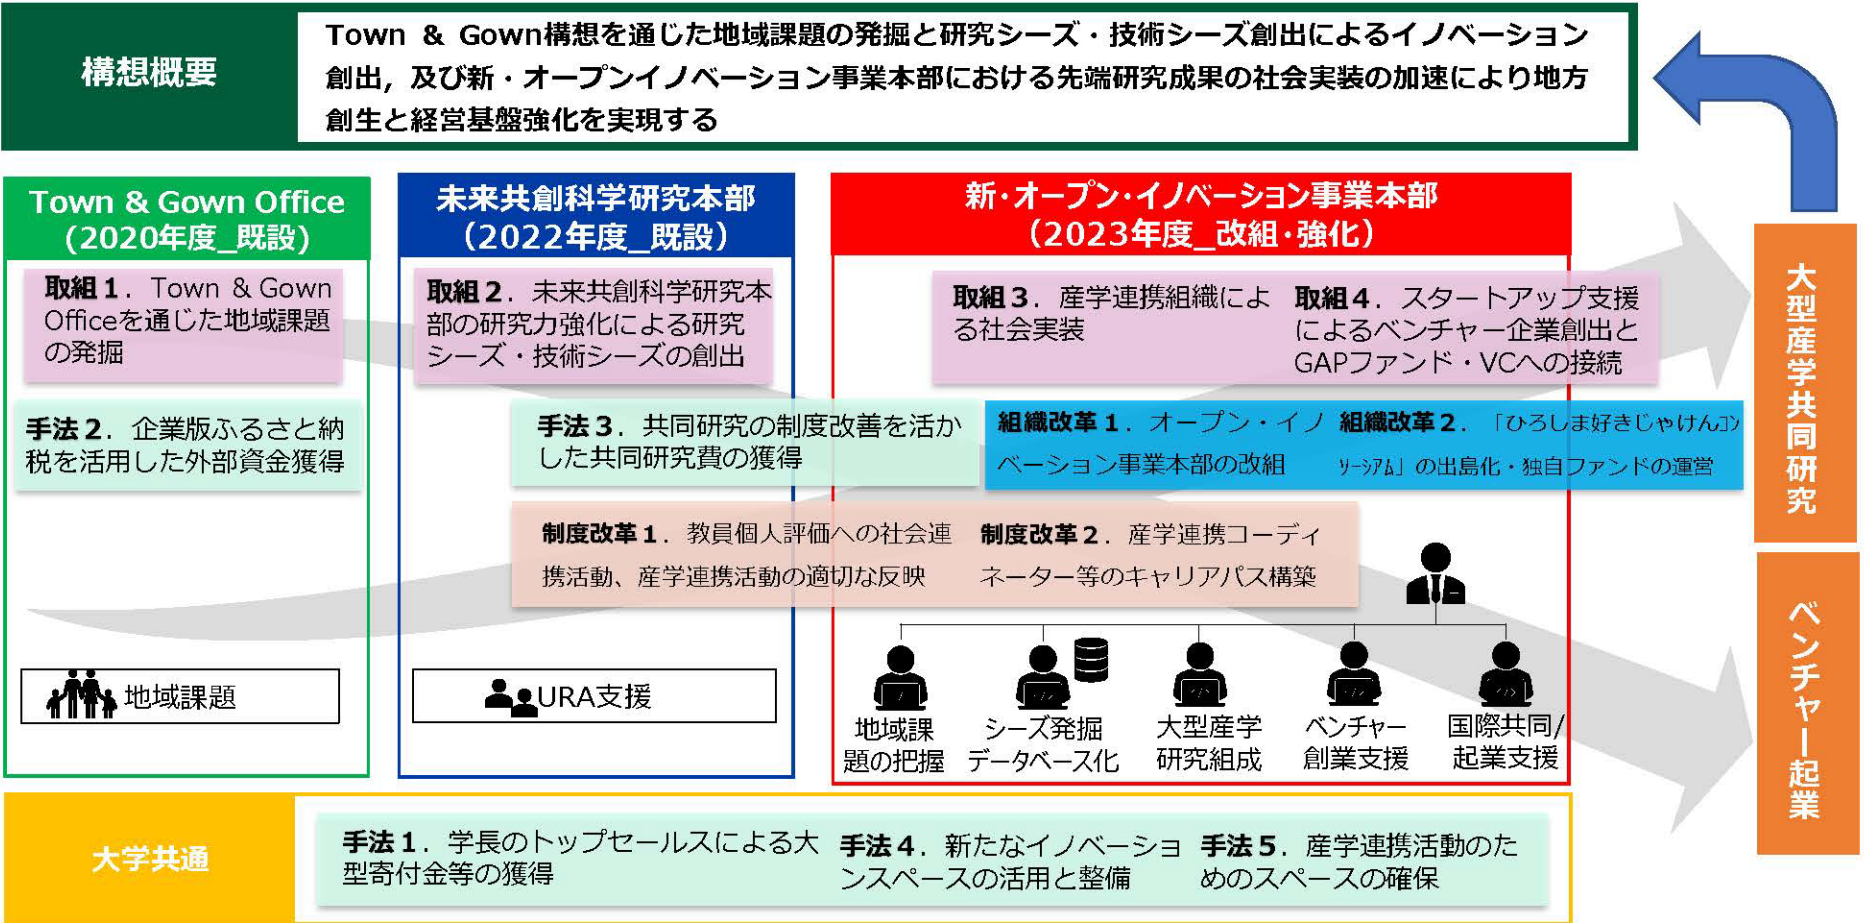 構想概要
Town & Gown構想を通じた地域課題の発掘と研究シーズ・技術シーズ創出によるイノベーション
創出，及び新・オープンイノベーション事業本部における先端研究成果の社会実装の加速により地方
創生と経営基盤強化を実現する
Town & Gown Office
(2020年度_既設)
取組１．Town & Gown
Officeを通じた地域課題
の発掘
手法２．企業版ふるさと納
税を活用した外部資金獲得
地域課題
未来共創科学研究本部
（2022年度_既設）
取組２．未来共創科学研究本
部の研究力強化による研究
シーズ・技術シーズの創出
手法３．共同研究の制度改善を活か
した共同研究費の獲得
制度改革１．教員個人評価への社会連
携活動、産学連携活動の適切な反映
URA支援
新・オープン・イノベーション事業本部
（2023年度_改組・強化）
取組３．産学連携組織によ
る社会実装
取組４．スタートアップ支援
によるベンチャー企業創出と
GAPファンド・VCへの接続
組織改革１．オープン・イノ
ベーション事業本部の改組
組織改革２．「ひろしま好きじゃけんｺﾝ
ｿｰｼｱﾑ」の出島化・独自ファンドの運営
制度改革２．産学連携コーディ
ネーター等のキャリアパス構築
地域課
題の把握
シーズ発掘
データベース化
大型産学
研究組成
ベンチャー
創業支援
国際共同/
起業支援
大型産学共同研究
ベンチャー起業
大学共通
手法１．学長のトップセールスによる大
型寄付金等の獲得
手法４．新たなイノベーショ
ンスペースの活用と整備
手法５．産学連携活動のた
めのスペースの確保